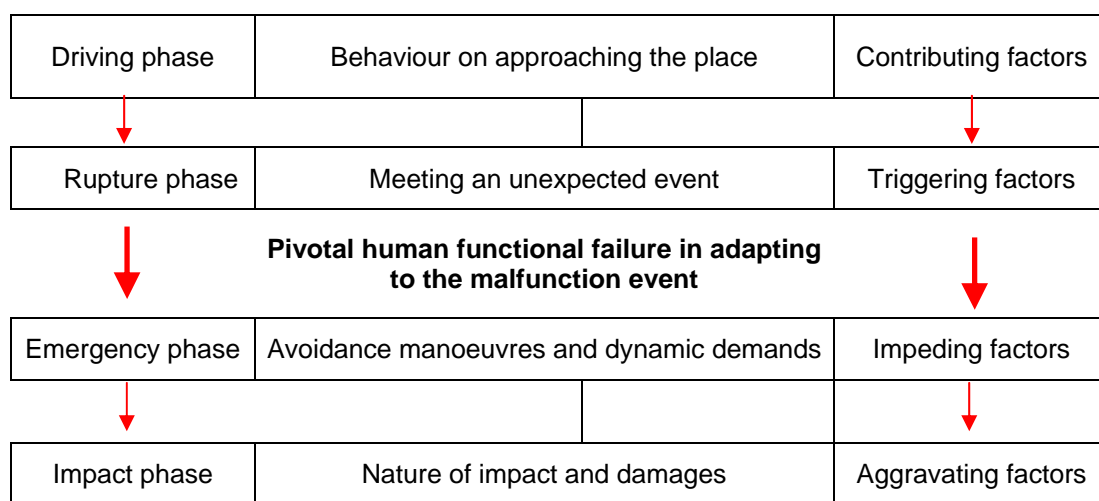 Driving phase Behaviour on approaching the place Contributing factors
Rupture phase Meeting an unexpected event Triggering factors
Pivotal human functional failure in adapting
to the malfunction event
Emergency phase Avoidance manoeuvres and dynamic demands Impeding factors
Impact phase Nature of impact and damages Aggravating factors